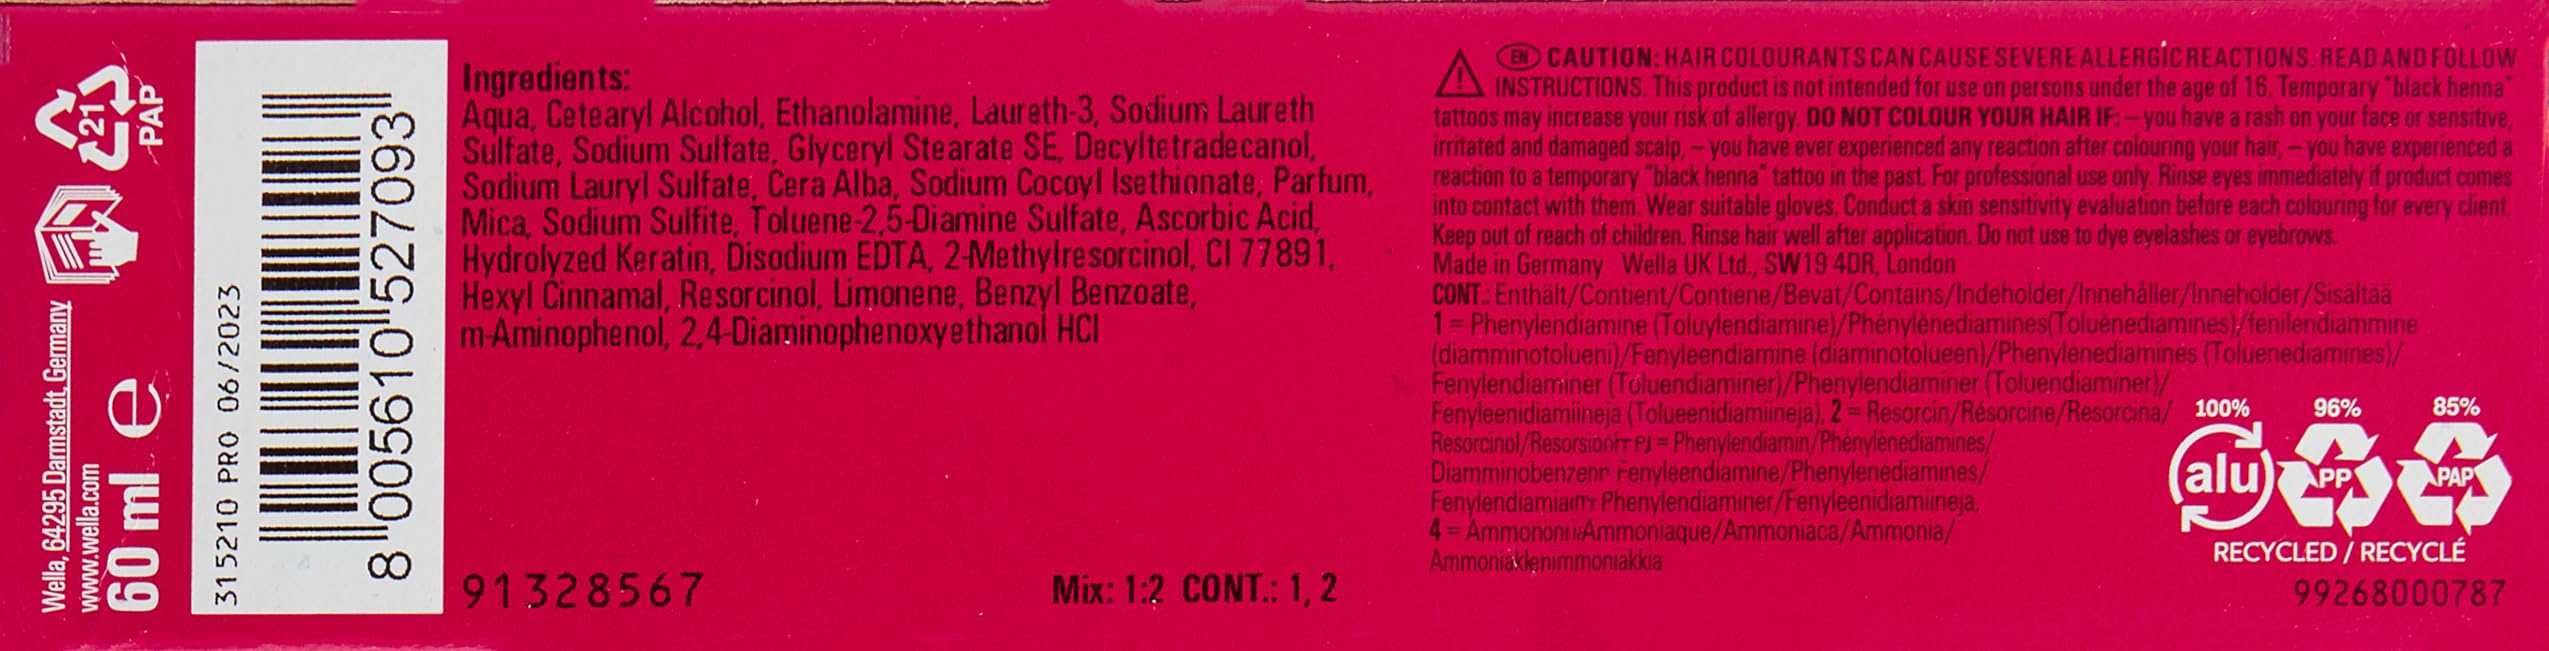 21
PAP
Wella, 64295 Darmstadt, Germany
www.wella.com
60 ml e
315210 PRO 06/2023
8 005610 527093
Ingredients:
Aqua, Cetearyl Alcohol, Ethanolamine, Laureth-3, Sodium Laureth
Sulfate, Sodium Sulfate, Glyceryl Stearate SE, Decyltetradecanol,
Sodium Lauryl Sulfate, Cera Alba, Sodium Cocoyl Isethionate, Parfum,
Mica, Sodium Sulfite, Toluene-2,5-Diamine Sulfate, Ascorbic Acid,
Hydrolyzed Keratin, Disodium EDTA, 2-Methylresorcinol, CI 77891,
Hexyl Cinnamal, Resorcinol, Limonene, Benzyl Benzoate,
m-Aminophenol, 2,4-Diaminophenoxyethanol HCl
91328567
Mix: 1:2 CONT.: 1, 2
EN CAUTION: HAIR COLOURANTS CAN CAUSE SEVERE ALLERGIC REACTIONS. READ AND FOLLOW
INSTRUCTIONS. This product is not intended for use on persons under the age of 16. Temporary "black henna"
tattoos may increase your risk of allergy. DO NOT COLOUR YOUR HAIR IF: – you have a rash on your face or sensitive,
irritated and damaged scalp, – you have ever experienced any reaction after colouring your hair, – you have experienced a
reaction to a temporary "black henna" tattoo in the past. For professional use only. Rinse eyes immediately if product comes
into contact with them. Wear suitable gloves. Conduct a skin sensitivity evaluation before each colouring for every client.
Keep out of reach of children. Rinse hair well after application. Do not use to dye eyelashes or eyebrows.
Made in Germany Wella UK Ltd., SW19 4DR, London
CONT.: Enthält/Contient/Contiene/Bevat/Contains/Indeholder/Innehåller/Inneholder/Sisältää
1 = Phenylendiamine (Toluylendiamine)/Phénylènediamines(Toluènediamines)/fenilendiammine
(diamminotolueni)/Fenyleendiamine (diaminotolueen)/Phenylenediamines (Toluenediamines)/
Fenylendiaminer (Toluendiaminer)/Phenylendiaminer (Toluendiaminer)/
Fenyleenidiamiineja (Tolueenidiamiineja), 2 = Resorcin/Résorcine/Resorcina/
Resorcinol/ = Phenylendiamin/Phénylènediamines/
Fenyleendiamine/Phenylenediamines/
Phenylendiaminer/Fenyleenidiamiineja,
4 = Ammoniaque/Ammoniaca/Ammonia/
100% 96% 85%
alu PP PAP
RECYCLED / RECYCLÉ
99268000787